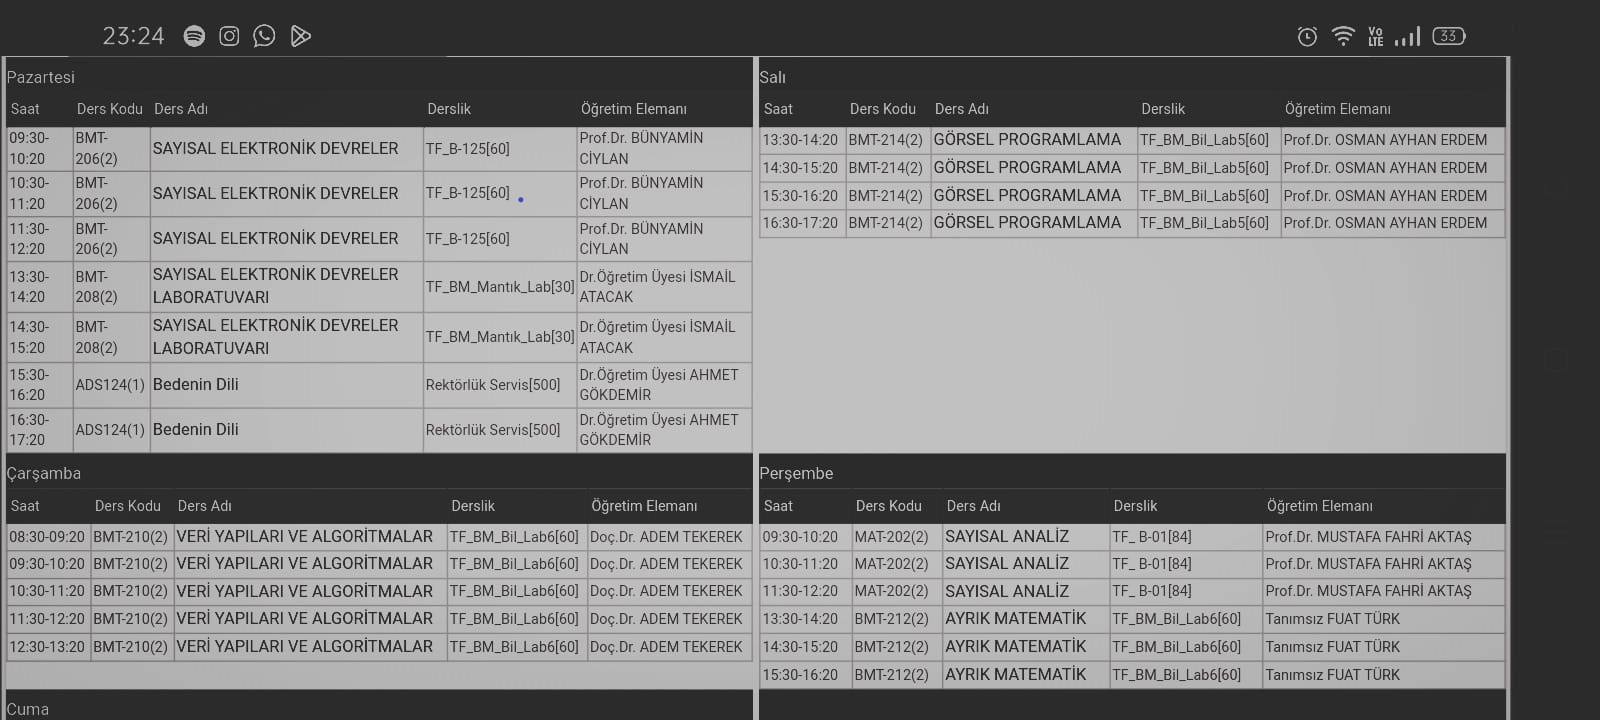 23:24
Vo LTE
33
Pazartesi
Saat Ders Kodu Ders Adı Derslik Öğretim Elemanı
09:30-10:20 BMT-206(2) SAYISAL ELEKTRONİK DEVRELER TF_B-125[60] Prof.Dr. BÜNYAMİN CİYLAN
10:30-11:20 BMT-206(2) SAYISAL ELEKTRONİK DEVRELER TF_B-125[60] Prof.Dr. BÜNYAMİN CİYLAN
11:30-12:20 BMT-206(2) SAYISAL ELEKTRONİK DEVRELER TF_B-125[60] Prof.Dr. BÜNYAMİN CİYLAN
13:30-14:20 BMT-208(2) SAYISAL ELEKTRONİK DEVRELER LABORATUVARI TF_BM_Mantık_Lab[30] Dr.Öğretim Üyesi İSMAİL ATACAK
14:30-15:20 BMT-208(2) SAYISAL ELEKTRONİK DEVRELER LABORATUVARI TF_BM_Mantık_Lab[30] Dr.Öğretim Üyesi İSMAİL ATACAK
15:30-16:20 ADS124(1) Bedenin Dili Rektörlük Servis[500] Dr.Öğretim Üyesi AHMET GÖKDEMİR
16:30-17:20 ADS124(1) Bedenin Dili Rektörlük Servis[500] Dr.Öğretim Üyesi AHMET GÖKDEMİR
Salı
Saat Ders Kodu Ders Adı Derslik Öğretim Elemanı
13:30-14:20 BMT-214(2) GÖRSEL PROGRAMLAMA TF_BM_Bil_Lab5[60] Prof.Dr. OSMAN AYHAN ERDEM
14:30-15:20 BMT-214(2) GÖRSEL PROGRAMLAMA TF_BM_Bil_Lab5[60] Prof.Dr. OSMAN AYHAN ERDEM
15:30-16:20 BMT-214(2) GÖRSEL PROGRAMLAMA TF_BM_Bil_Lab5[60] Prof.Dr. OSMAN AYHAN ERDEM
16:30-17:20 BMT-214(2) GÖRSEL PROGRAMLAMA TF_BM_Bil_Lab5[60] Prof.Dr. OSMAN AYHAN ERDEM
Çarşamba
Saat Ders Kodu Ders Adı Derslik Öğretim Elemanı
08:30-09:20 BMT-210(2) VERİ YAPILARI VE ALGORİTMALAR TF_BM_Bil_Lab6[60] Doç.Dr. ADEM TEKEREK
09:30-10:20 BMT-210(2) VERİ YAPILARI VE ALGORİTMALAR TF_BM_Bil_Lab6[60] Doç.Dr. ADEM TEKEREK
10:30-11:20 BMT-210(2) VERİ YAPILARI VE ALGORİTMALAR TF_BM_Bil_Lab6[60] Doç.Dr. ADEM TEKEREK
11:30-12:20 BMT-210(2) VERİ YAPILARI VE ALGORİTMALAR TF_BM_Bil_Lab6[60] Doç.Dr. ADEM TEKEREK
12:30-13:20 BMT-210(2) VERİ YAPILARI VE ALGORİTMALAR TF_BM_Bil_Lab6[60] Doç.Dr. ADEM TEKEREK
Perşembe
Saat Ders Kodu Ders Adı Derslik Öğretim Elemanı
09:30-10:20 MAT-202(2) SAYISAL ANALİZ TF_ B-01[84] Prof.Dr. MUSTAFA FAHRİ AKTAŞ
10:30-11:20 MAT-202(2) SAYISAL ANALİZ TF_ B-01[84] Prof.Dr. MUSTAFA FAHRİ AKTAŞ
11:30-12:20 MAT-202(2) SAYISAL ANALİZ TF_ B-01[84] Prof.Dr. MUSTAFA FAHRİ AKTAŞ
13:30-14:20 BMT-212(2) AYRIK MATEMATİK TF_BM_Bil_Lab6[60] Tanımsız FUAT TÜRK
14:30-15:20 BMT-212(2) AYRIK MATEMATİK TF_BM_Bil_Lab6[60] Tanımsız FUAT TÜRK
15:30-16:20 BMT-212(2) AYRIK MATEMATİK TF_BM_Bil_Lab6[60] Tanımsız FUAT TÜRK
Cuma